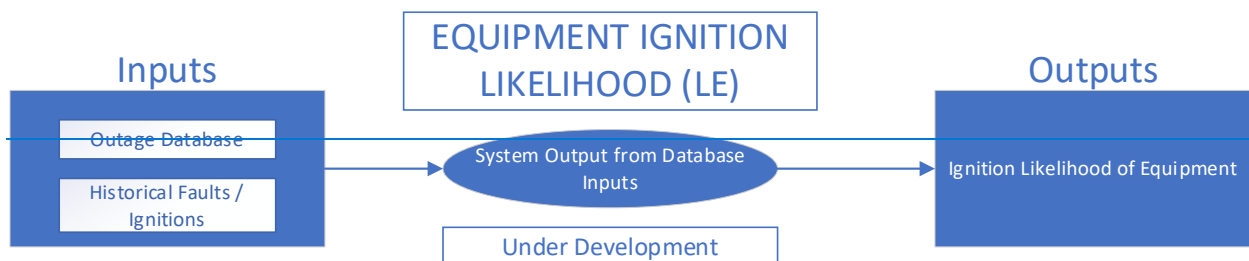 EQUIPMENT IGNITION
LIKELIHOOD (LE)
Inputs
Outage Database
Historical Faults /
Ignitions
System Output from Database
Inputs
Under Development
Outputs
Ignition Likelihood of Equipment